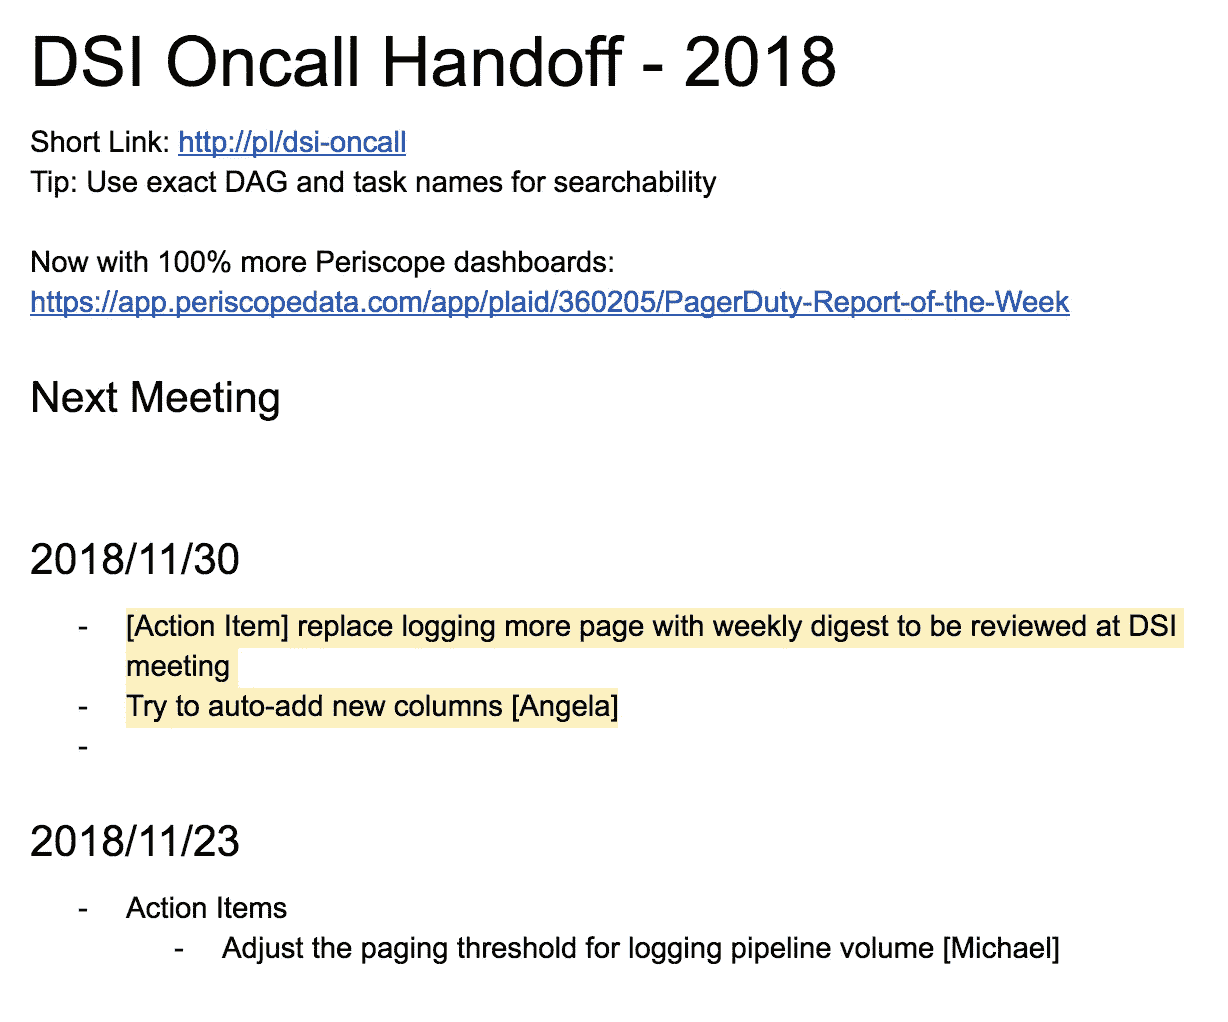 DSI Oncall Handoff - 2018
Short Link: http://pl/dsi-oncall
Tip: Use exact DAG and task names for searchability
Now with 100% more Periscope dashboards:
https://app.periscopedata.com/app/plaid/360205/PagerDuty-Report-of-the-Week
Next Meeting
2018/11/30
- [Action Item] replace logging more page with weekly digest to be reviewed at DSI
meeting
- Try to auto-add new columns [Angela]
-
2018/11/23
- Action Items
- Adjust the paging threshold for logging pipeline volume [Michael]